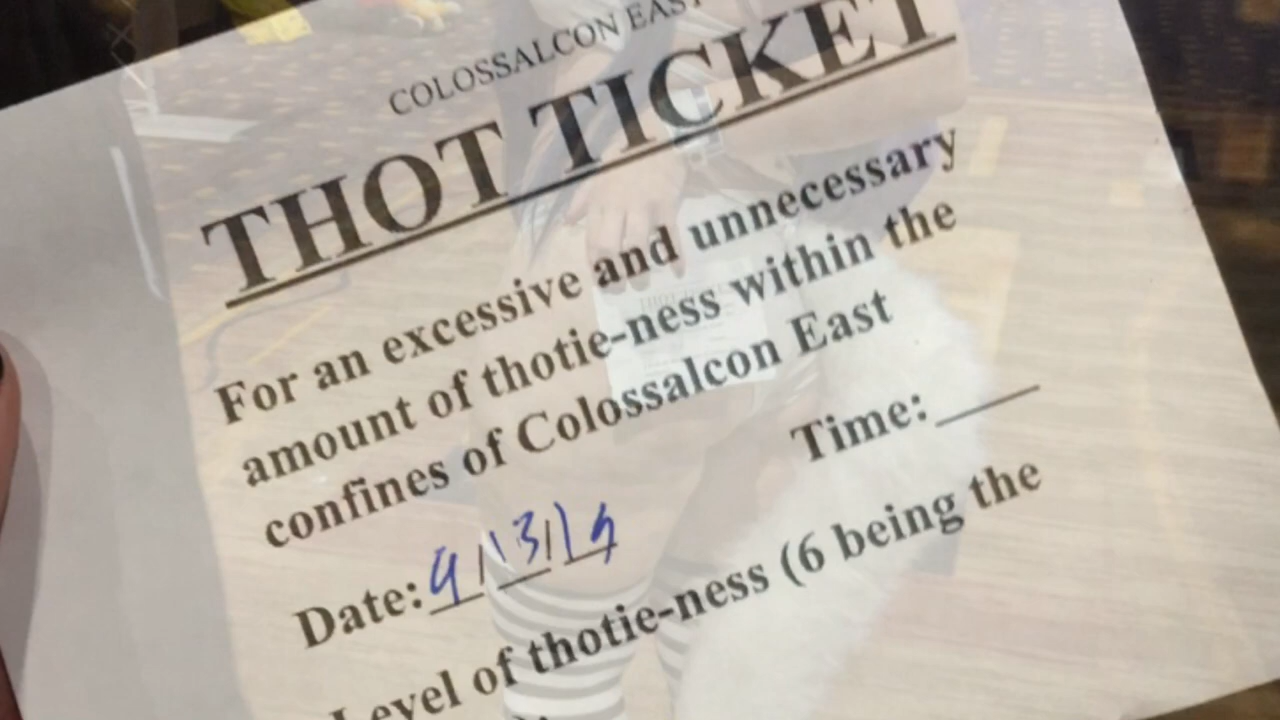 COLOSSALCON EAST
THOT TICKET
For an excessive and unnecessary
amount of thotie-ness within the
confines of Colossalcon East
Date: 9/13/19 Time:
Level of thotie-ness (6 being the